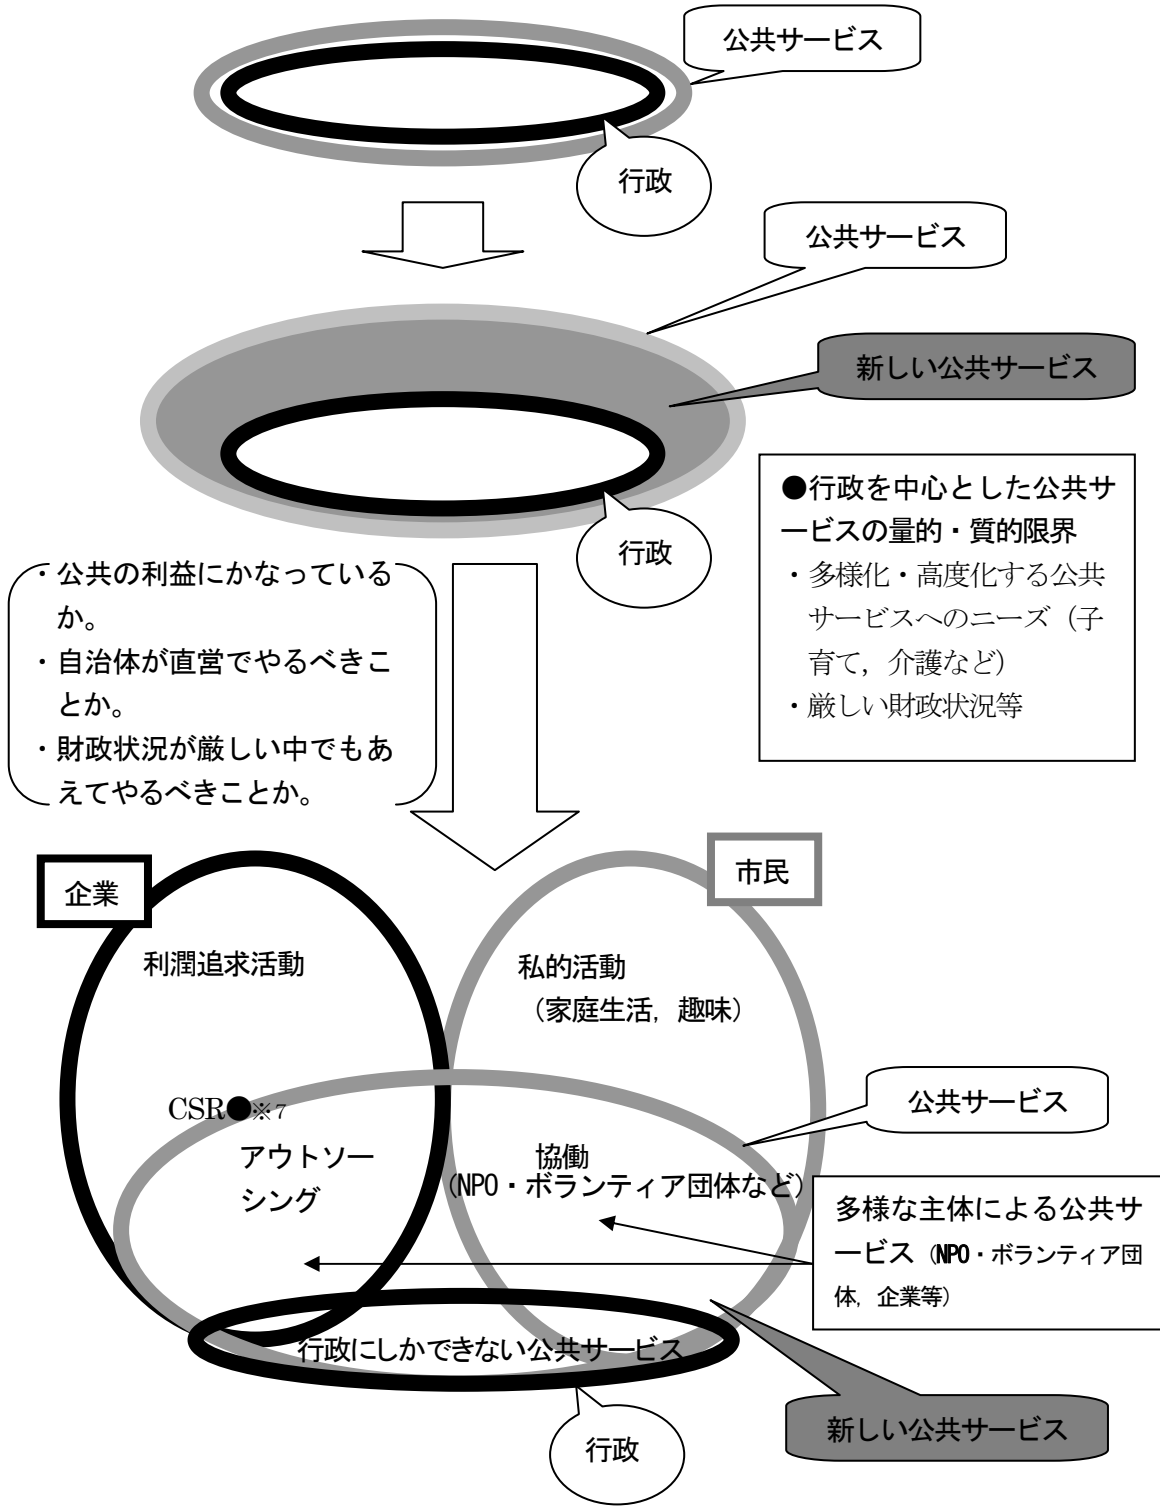 公共サービス
行政
公共サービス
新しい公共サービス
●行政を中心とした公共サ
ービスの量的・質的限界
・多様化・高度化する公共
サービスへのニーズ（子
育て，介護など）
・厳しい財政状況等
行政
・公共の利益にかなっている
か。
・自治体が直営でやるべきこ
とか。
・財政状況が厳しい中でもあ
えてやるべきことか。
企業
市民
利潤追求活動
私的活動
（家庭生活，趣味）
CSR●※7
公共サービス
アウトソー
シング
協働
（NPO・ボランティア団体など）
多様な主体による公共サ
ービス（NPO・ボランティア団
体，企業等）
行政にしかできない公共サービス
新しい公共サービス
行政